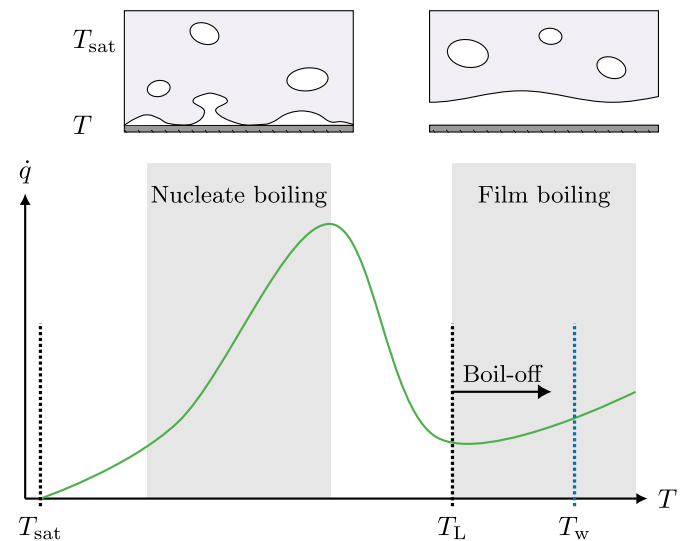 T_sat
T
q̇
Nucleate boiling
Film boiling
Boil-off
T
T_sat
T_L
T_w